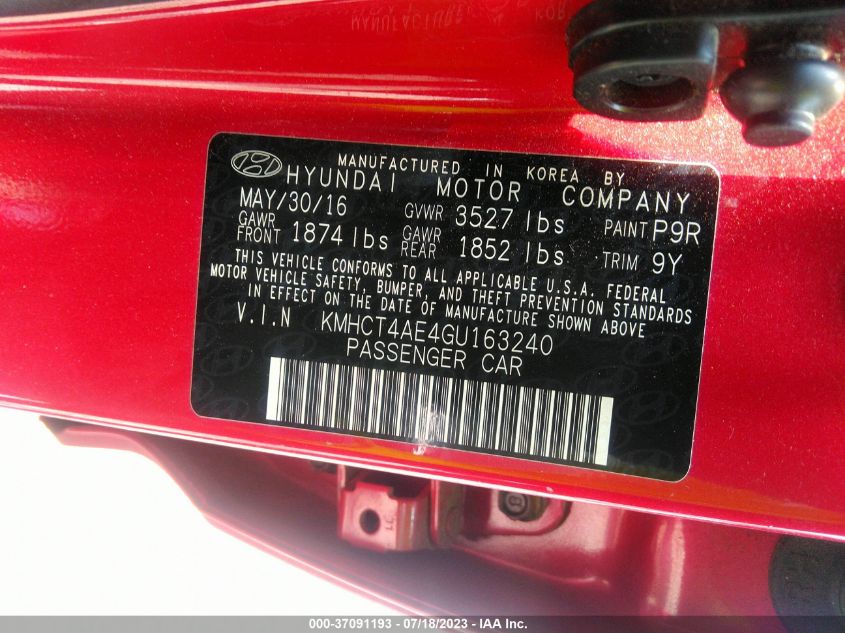 MANUFACTURED IN KOREA BY
HYUNDAI MOTOR COMPANY
MAY/30/16 GVWR 3527 lbs PAINT P9R
GAWR FRONT 1874 lbs GAWR REAR 1852 lbs TRIM 9Y
THIS VEHICLE CONFORMS TO ALL APPLICABLE U.S.A. FEDERAL
MOTOR VEHICLE SAFETY, BUMPER, AND THEFT PREVENTION STANDARDS
IN EFFECT ON THE DATE OF MANUFACTURE SHOWN ABOVE
V.I.N KMHCT4AE4GU163240
PASSENGER CAR
000-37091193 - 07/18/2023 - IAA Inc.